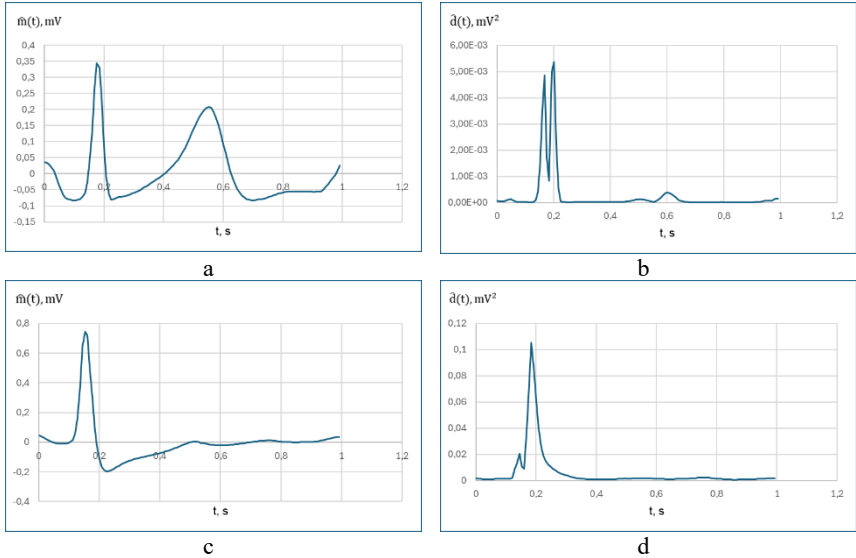 m̂(t), mV
0,4
0,35
0,3
0,25
0,2
0,15
0,1
0,05
0
-0,05
-0,1
-0,15
0 0,2 0,4 0,6 0,8 1 1,2
t, s
a
d̂(t), mV²
6,00E-03
5,00E-03
4,00E-03
3,00E-03
2,00E-03
1,00E-03
0,00E+00
0 0,2 0,4 0,6 0,8 1 1,2
t, s
b
m̂(t), mV
0,8
0,6
0,4
0,2
0
-0,2
-0,4
0 0,2 0,4 0,6 0,8 1 1,2
t, s
c
d̂(t), mV²
0,12
0,1
0,08
0,06
0,04
0,02
0
0 0,2 0,4 0,6 0,8 1 1,2
t, s
d